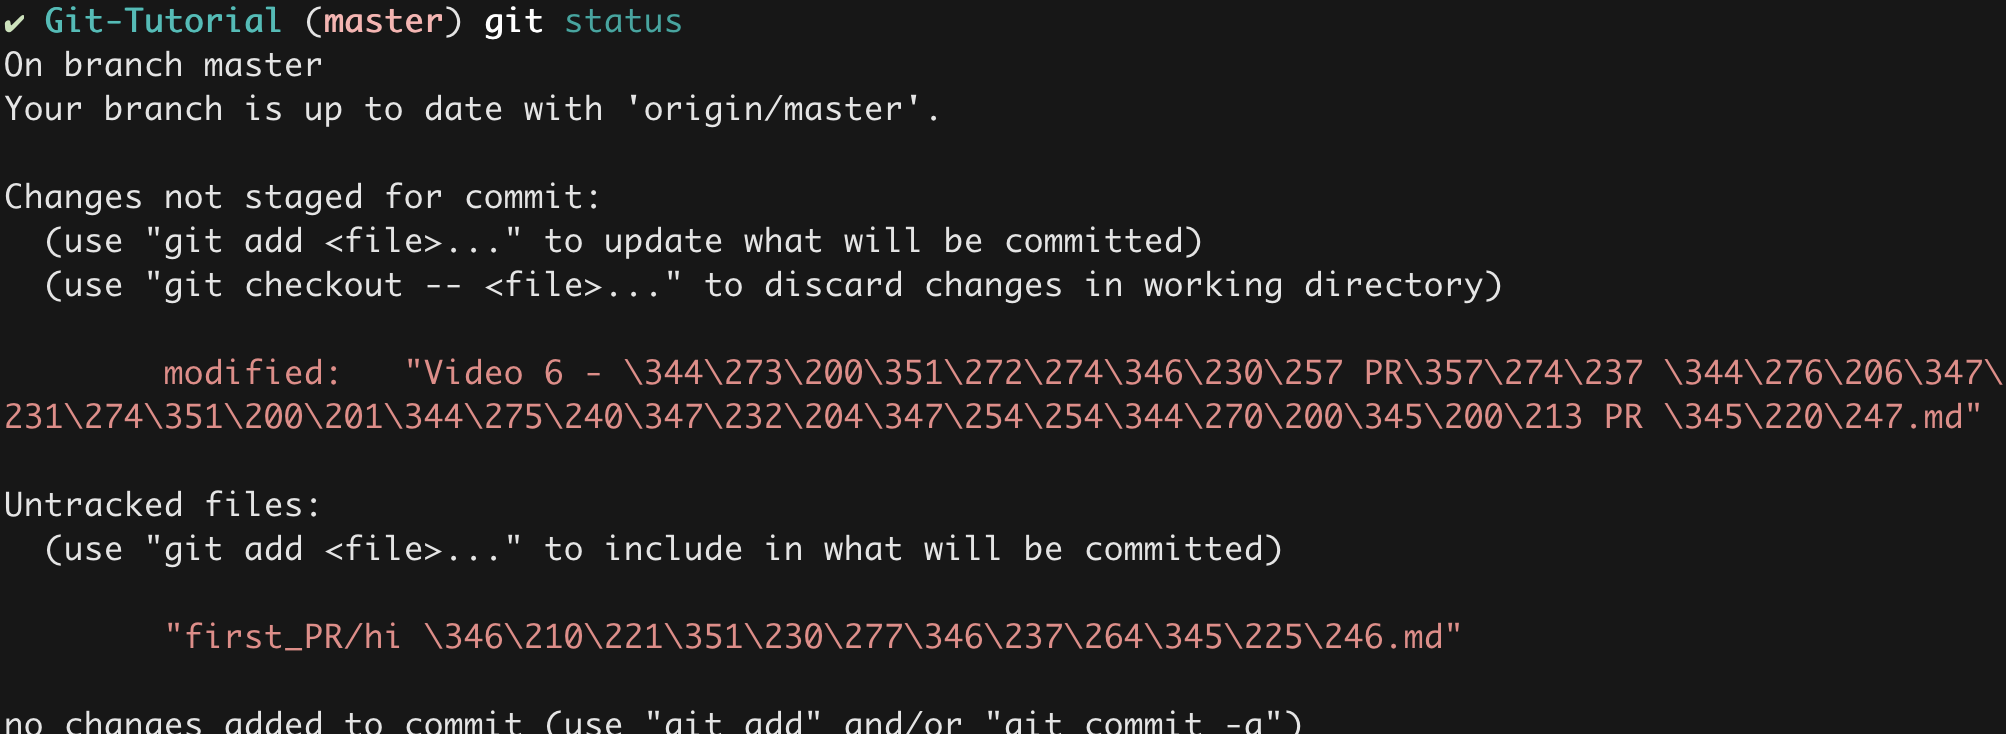 ✔ Git-Tutorial (master) git status
On branch master
Your branch is up to date with 'origin/master'.
Changes not staged for commit:
(use "git add <file>..." to update what will be committed)
(use "git checkout -- <file>..." to discard changes in working directory)
modified:   "Video 6 - \344\273\200\351\272\274\346\230\257 PR\357\274\237 \344\276\206\347\
231\274\351\200\201\344\275\240\347\232\204\347\254\254\344\270\200\345\200\213 PR \345\220\247.md"
Untracked files:
(use "git add <file>..." to include in what will be committed)
"first_PR/hi \346\210\221\351\230\277\346\237\264\345\225\246.md"
no changes added to commit (use "git add" and/or "git commit -a")